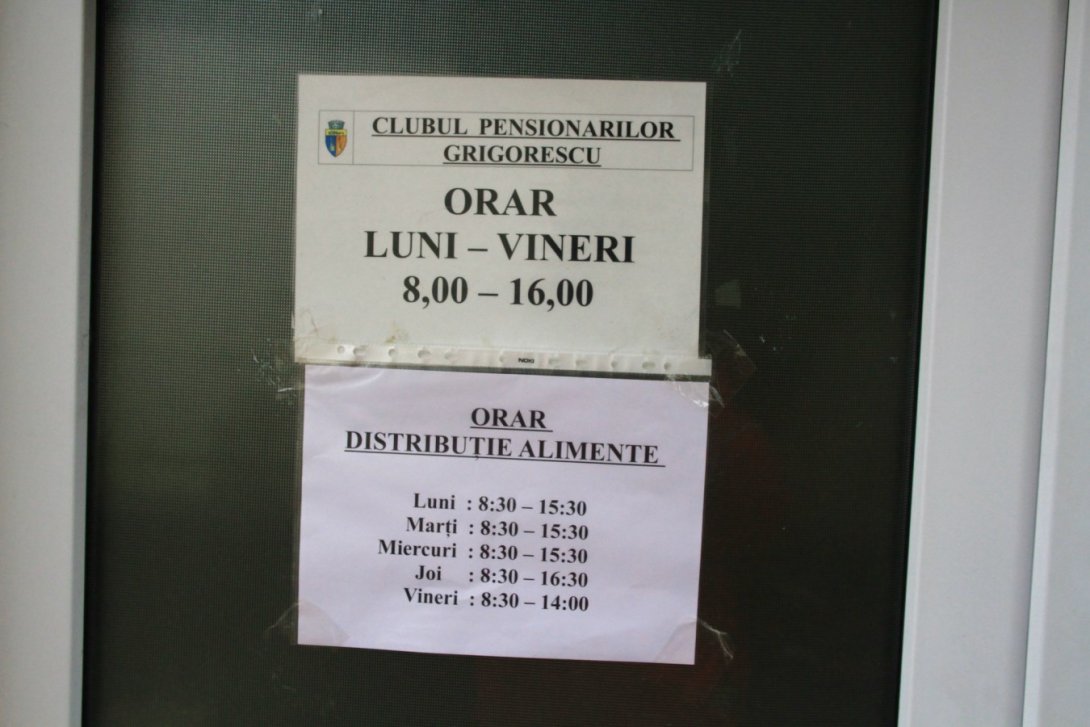 CLUBUL PENSIONARILOR
GRIGORESCU
ORAR
LUNI – VINERI
8,00 – 16,00
NOKI
ORAR
DISTRIBUȚIE ALIMENTE
Luni : 8:30 – 15:30
Marți : 8:30 – 15:30
Miercuri : 8:30 – 15:30
Joi : 8:30 – 16:30
Vineri : 8:30 – 14:00